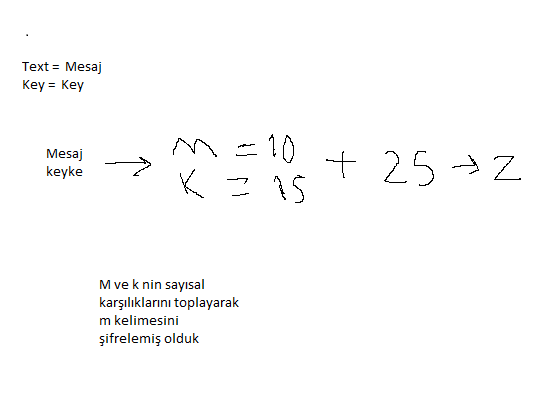 Text = Mesaj
Key = Key
Mesaj
keyke
→ m = 10
k = 15
+ 25 → Z
M ve k nin sayısal
karşılıklarını toplayarak
m kelimesini
şifrelemiş olduk